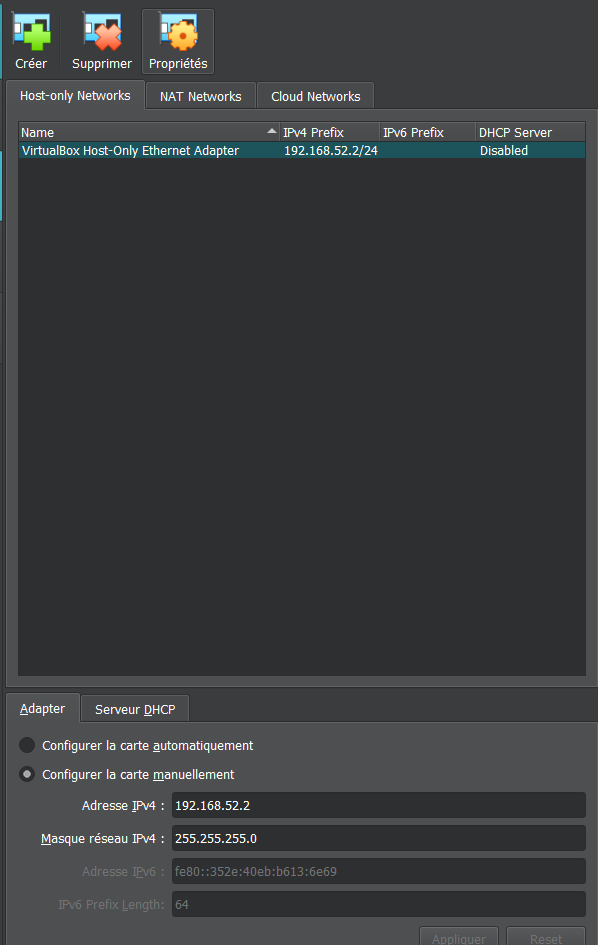 Créer Supprimer Propriétés
Host-only Networks NAT Networks Cloud Networks
Name IPv4 Prefix IPv6 Prefix DHCP Server
VirtualBox Host-Only Ethernet Adapter 192.168.52.2/24 Disabled
Adapter Serveur DHCP
Configurer la carte automatiquement
Configurer la carte manuellement
Adresse IPv4 : 192.168.52.2
Masque réseau IPv4 : 255.255.255.0
Adresse IPv6 : fe80::352e:40eb:b613:6e69
IPv6 Prefix Length: 64
Appliquer Reset